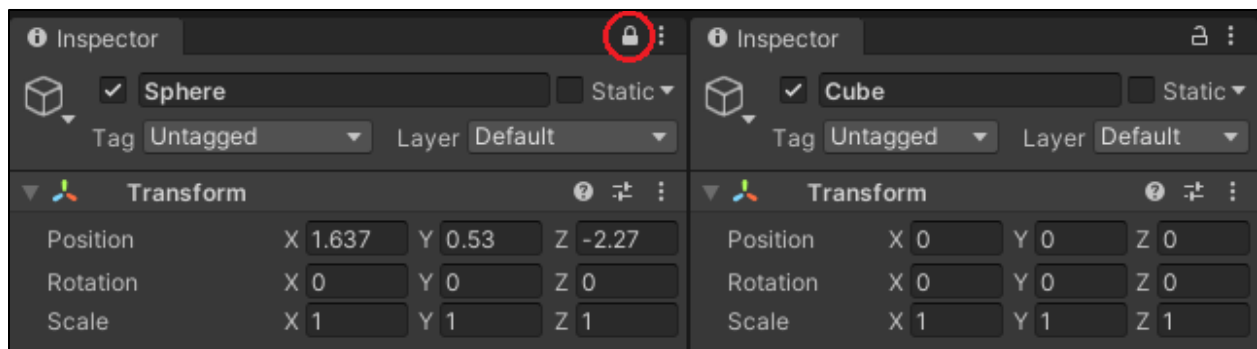 Inspector
Sphere Static
Tag Untagged Layer Default
Transform
Position X 1.637 Y 0.53 Z -2.27
Rotation X 0 Y 0 Z 0
Scale X 1 Y 1 Z 1
Inspector
Cube Static
Tag Untagged Layer Default
Transform
Position X 0 Y 0 Z 0
Rotation X 0 Y 0 Z 0
Scale X 1 Y 1 Z 1